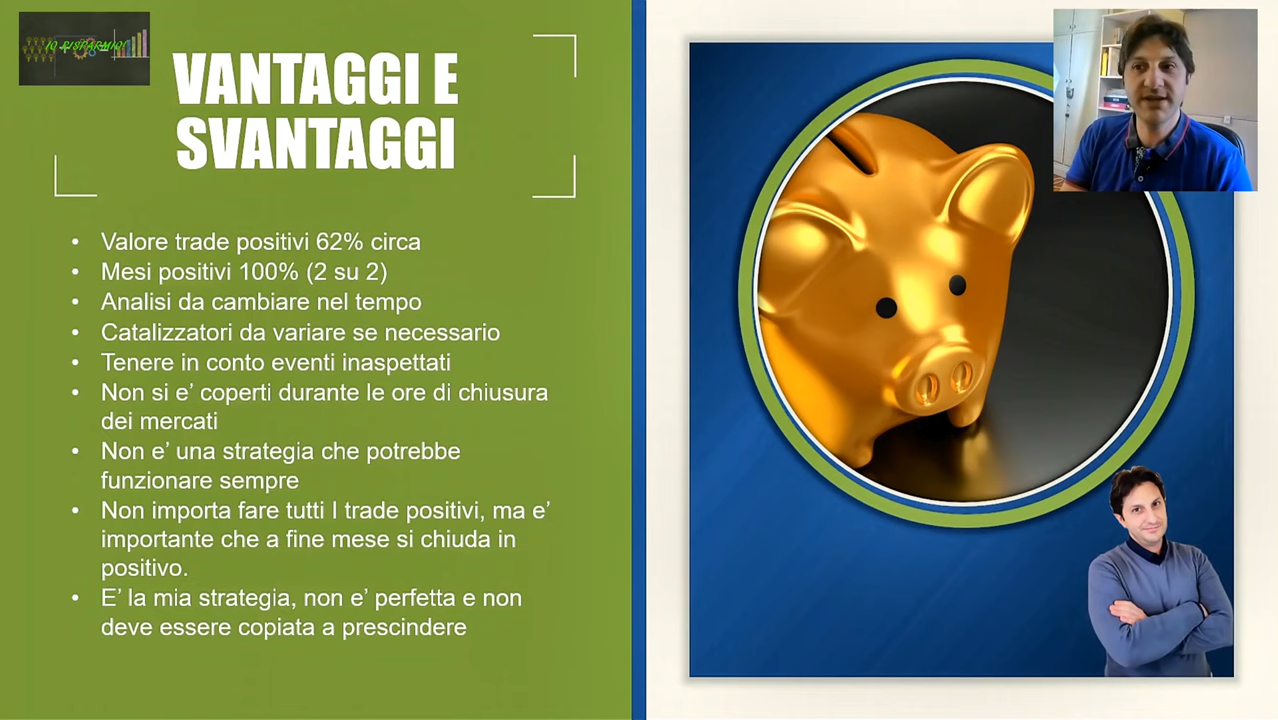 IO RISPARMIO!
VANTAGGI E
SVANTAGGI
• Valore trade positivi 62% circa
• Mesi positivi 100% (2 su 2)
• Analisi da cambiare nel tempo
• Catalizzatori da variare se necessario
• Tenere in conto eventi inaspettati
• Non si e’ coperti durante le ore di chiusura
dei mercati
• Non e’ una strategia che potrebbe
funzionare sempre
• Non importa fare tutti I trade positivi, ma e’
importante che a fine mese si chiuda in
positivo.
• E’ la mia strategia, non e’ perfetta e non
deve essere copiata a prescindere